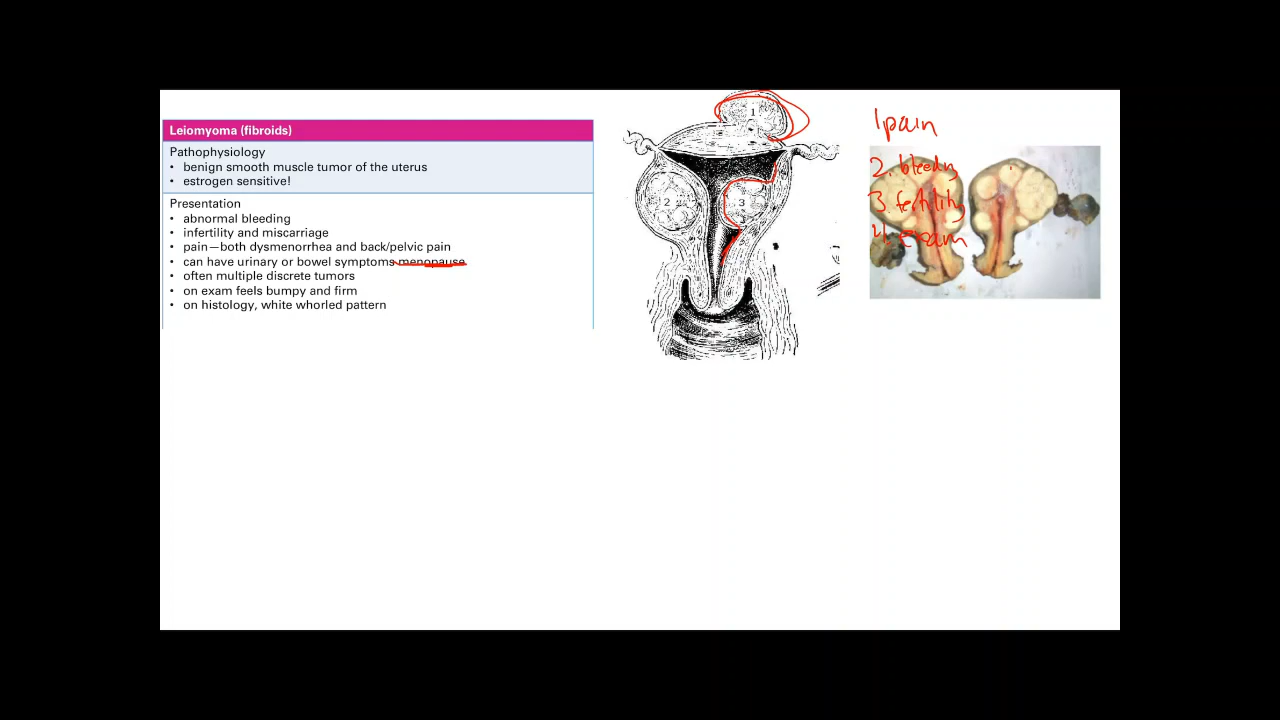 Leiomyoma (fibroids)
Pathophysiology
• benign smooth muscle tumor of the uterus
• estrogen sensitive!
Presentation
• abnormal bleeding
• infertility and miscarriage
• pain—both dysmenorrhea and back/pelvic pain
• can have urinary or bowel symptoms menopause
• often multiple discrete tumors
• on exam feels bumpy and firm
• on histology, white whorled pattern
1
2
3
1 pain
2. bleeding
3. fertility
4. exam